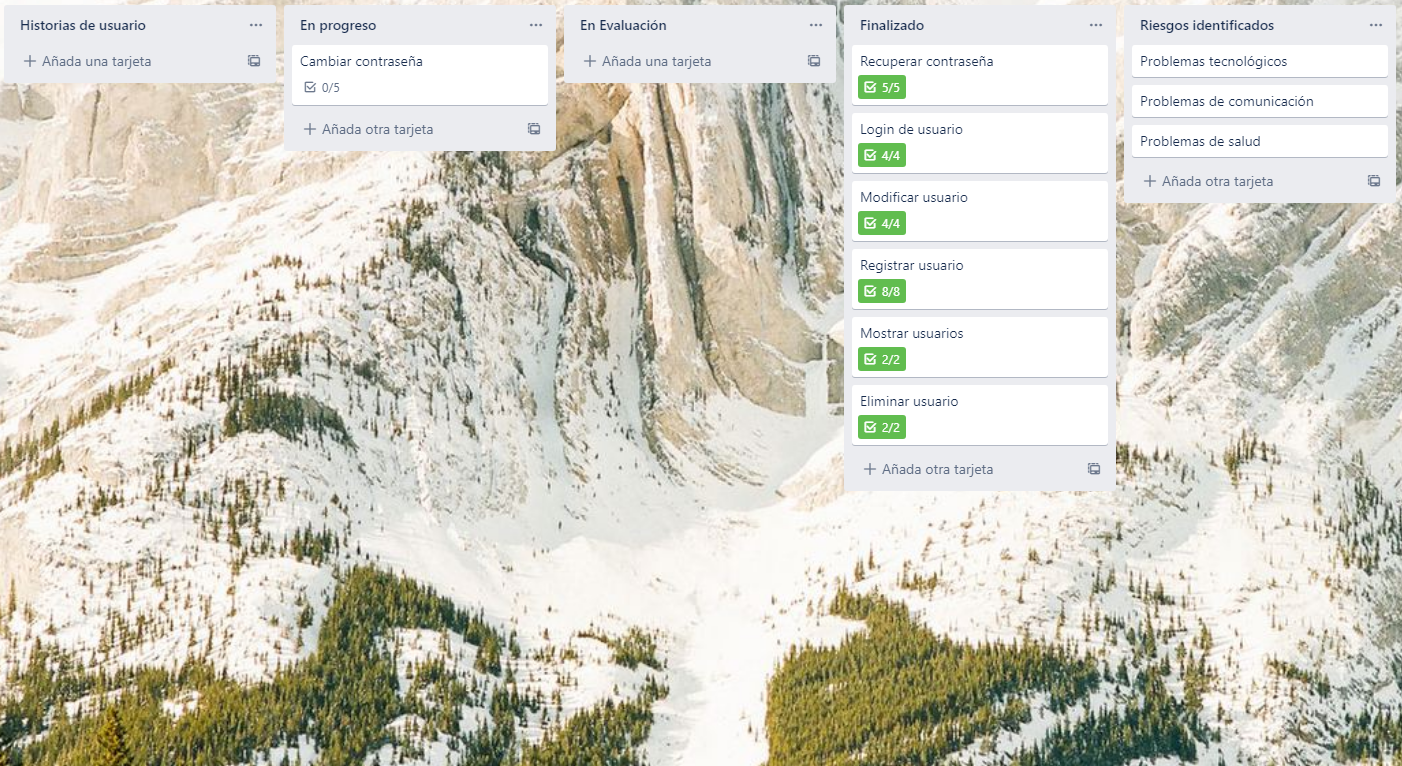 Historias de usuario
Añada una tarjeta
En progreso
Cambiar contraseña
0/5
Añada otra tarjeta
En Evaluación
Añada una tarjeta
Finalizado
Recuperar contraseña
5/5
Login de usuario
4/4
Modificar usuario
4/4
Registrar usuario
8/8
Mostrar usuarios
2/2
Eliminar usuario
2/2
Añada otra tarjeta
Riesgos identificados
Problemas tecnológicos
Problemas de comunicación
Problemas de salud
Añada otra tarjeta